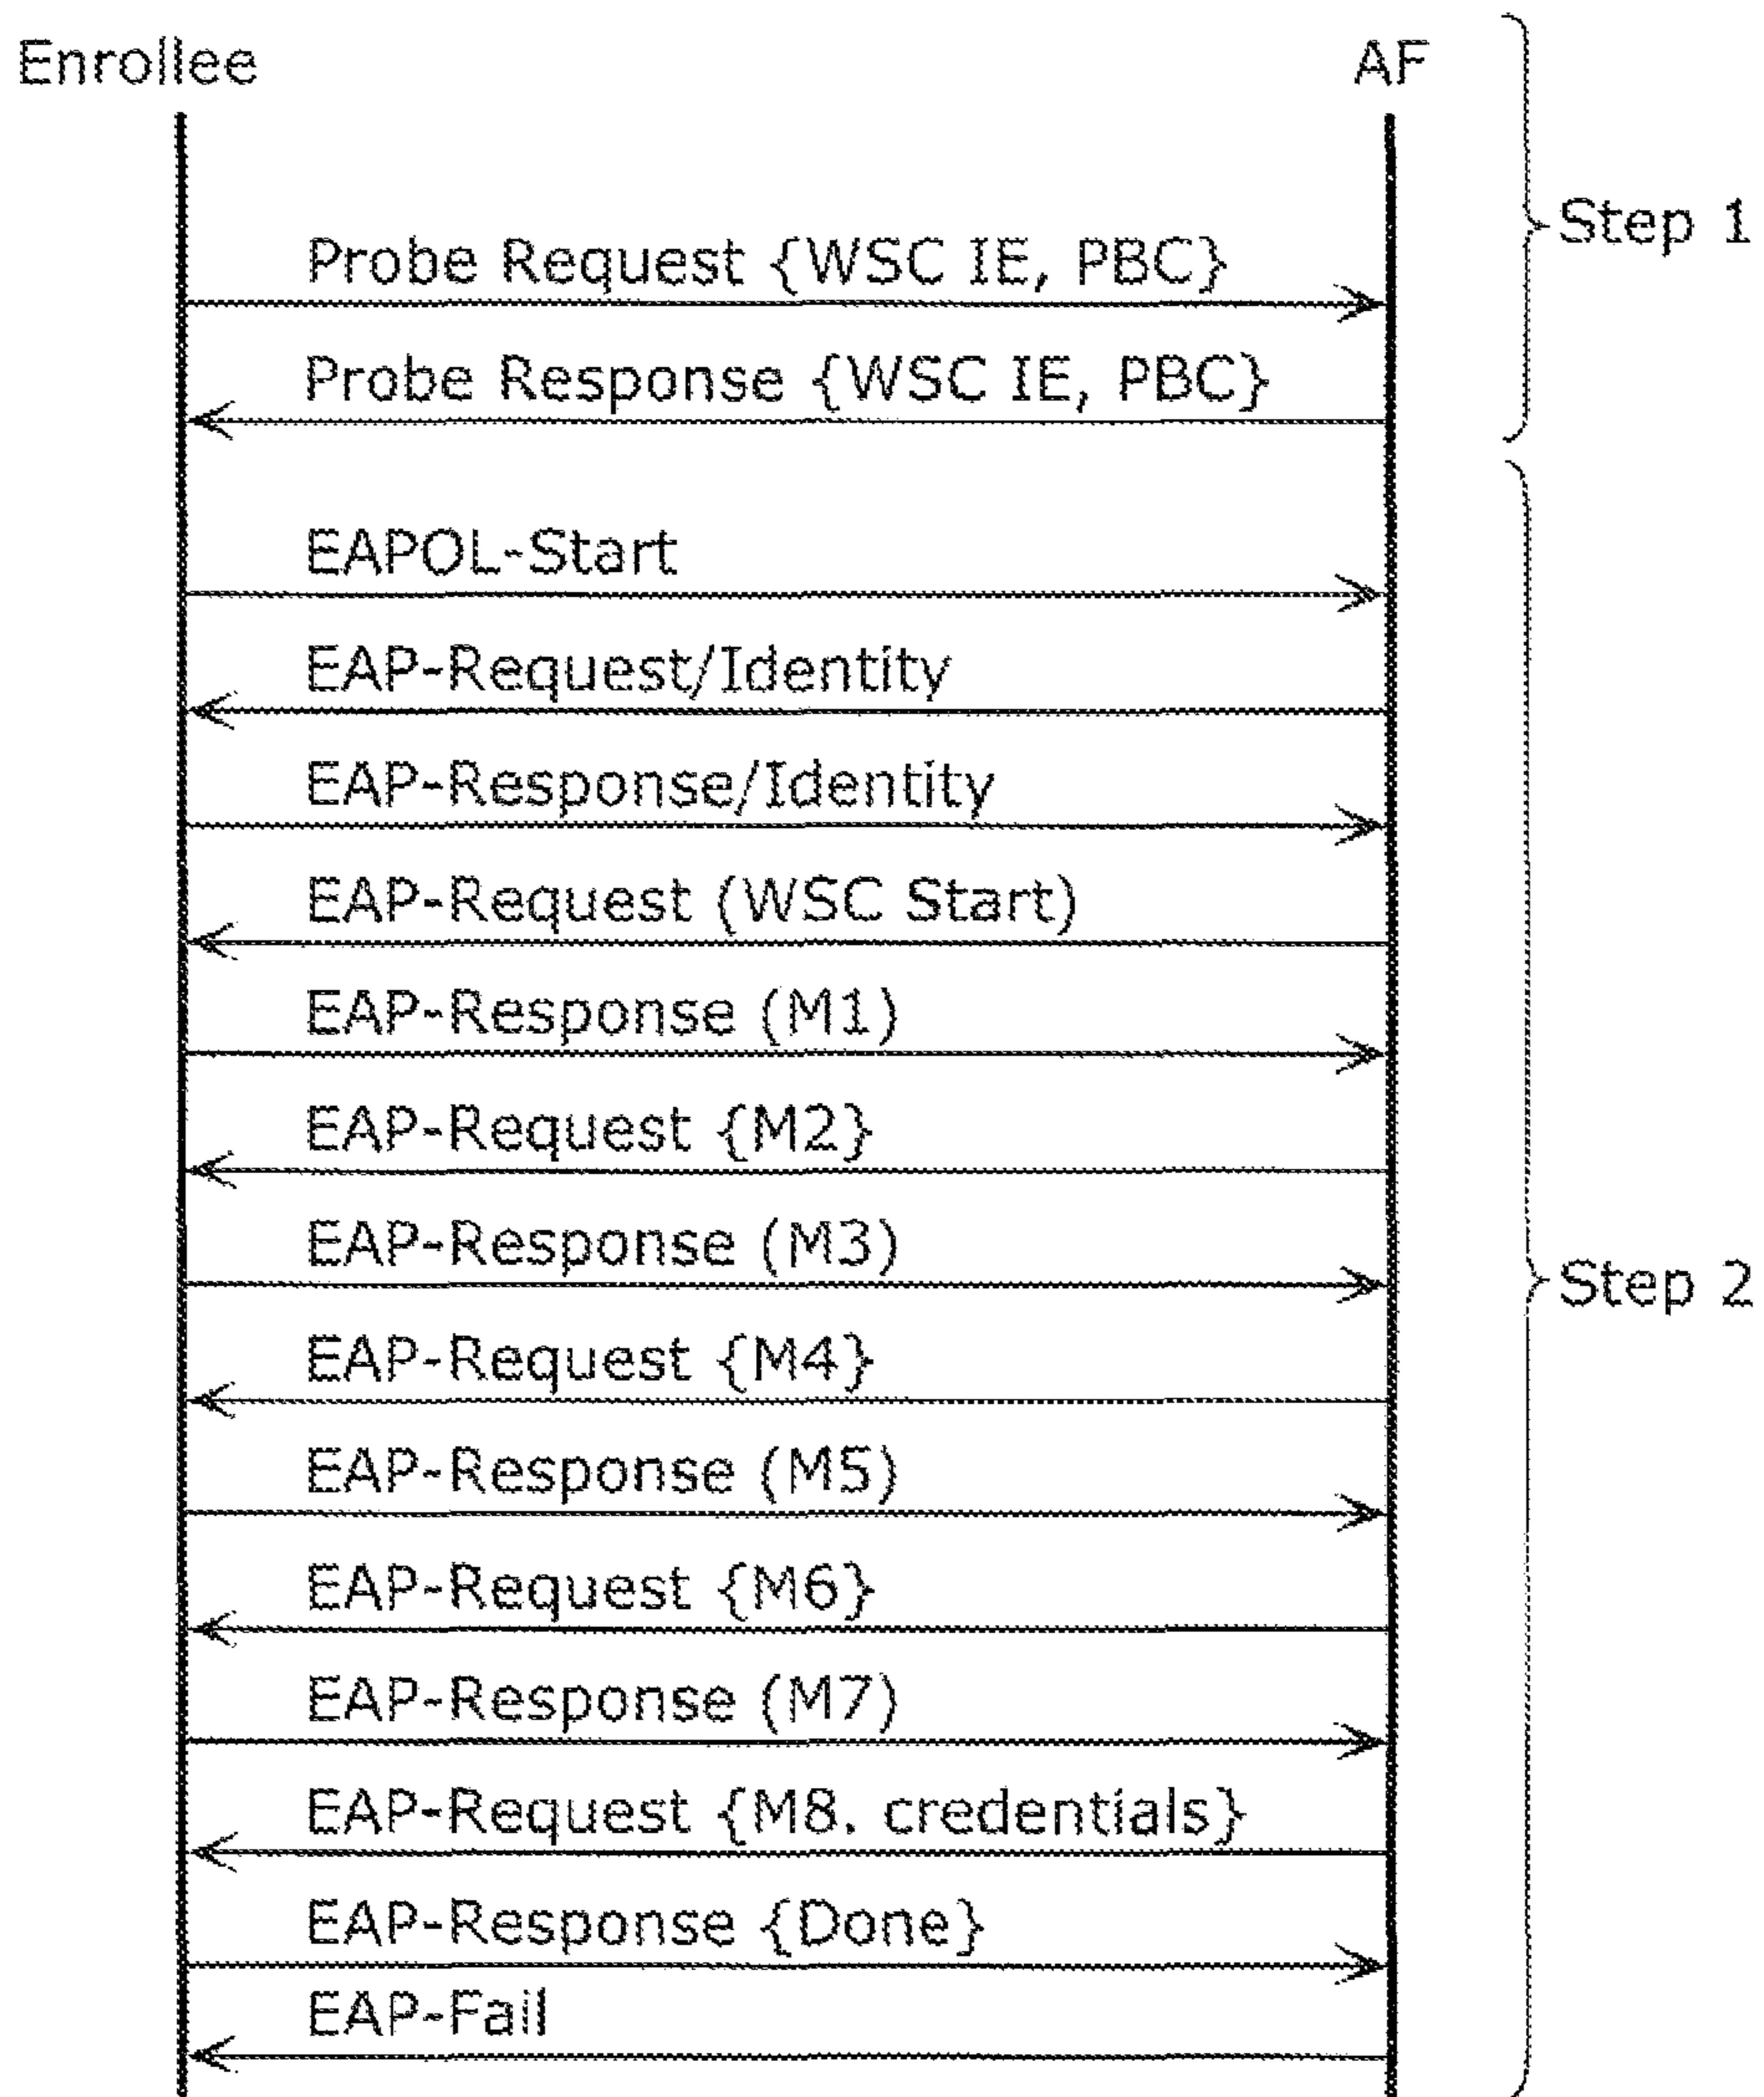 Enrollee AF
Probe Request {WSC IE, PBC}
Step 1
Probe Response {WSC IE, PBC}
EAPOL-Start
EAP-Request/Identity
EAP-Response/Identity
EAP-Request (WSC Start)
EAP-Response (M1)
EAP-Request {M2}
EAP-Response (M3)
Step 2
EAP-Request {M4}
EAP-Response (M5)
EAP-Request {M6}
EAP-Response (M7)
EAP-Request {M8. credentials}
EAP-Response {Done}
EAP-Fail